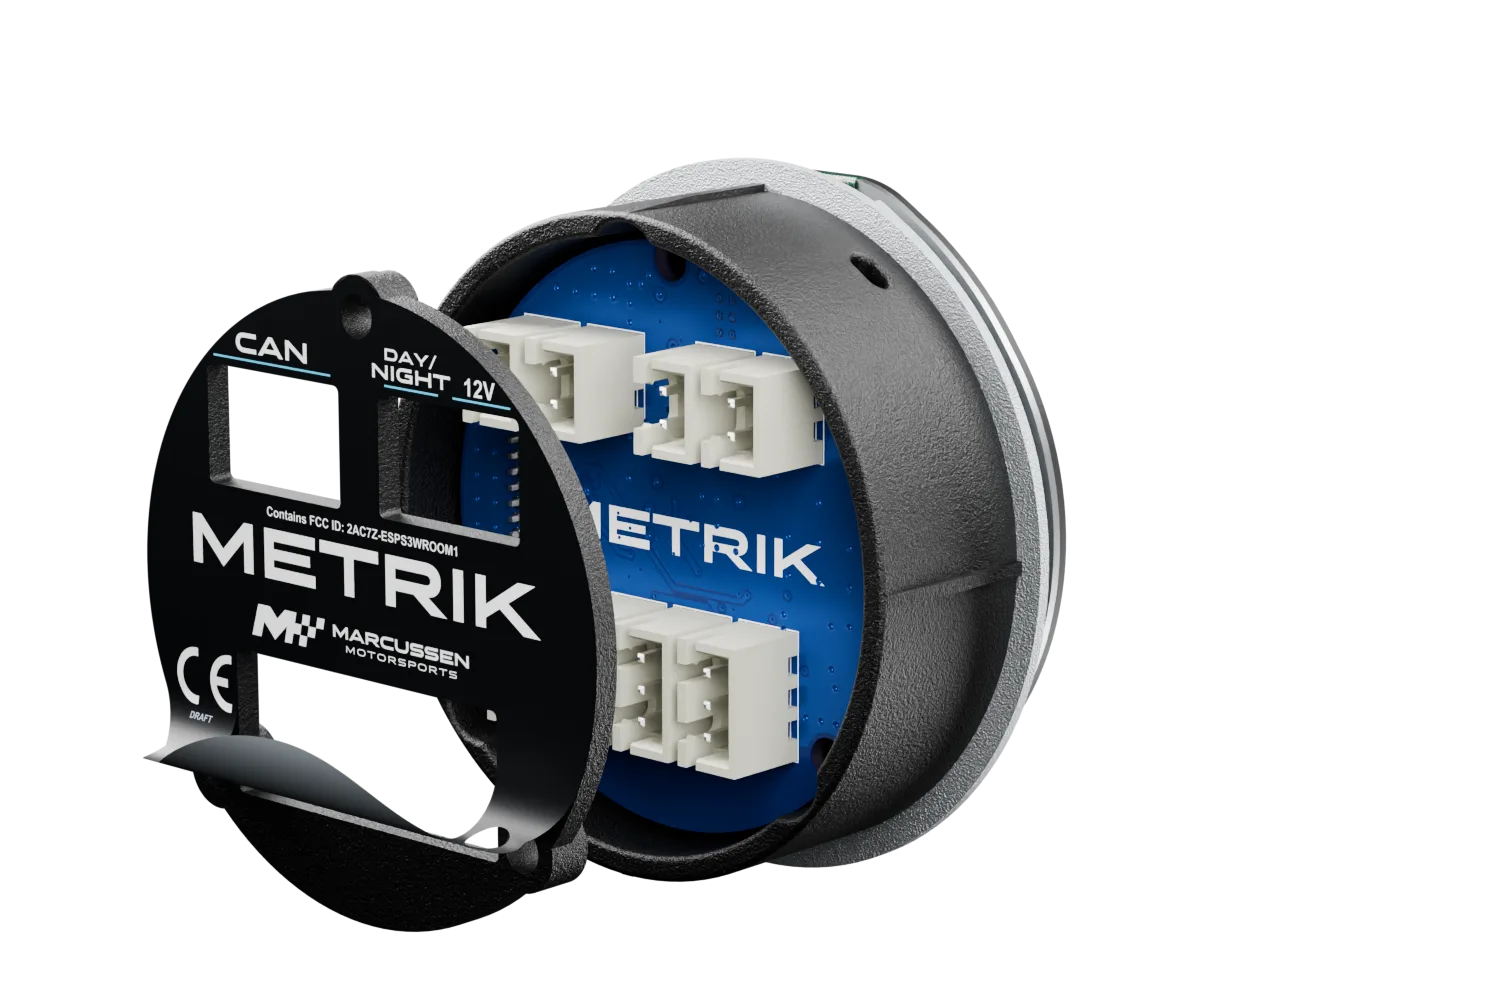 CAN
DAY/
NIGHT
12V
Contains FCC ID: 2AC7Z-ESPS3WROOM1
METRIK
MARCUSSEN
MOTORSPORTS
CE
DRAFT
METRIK